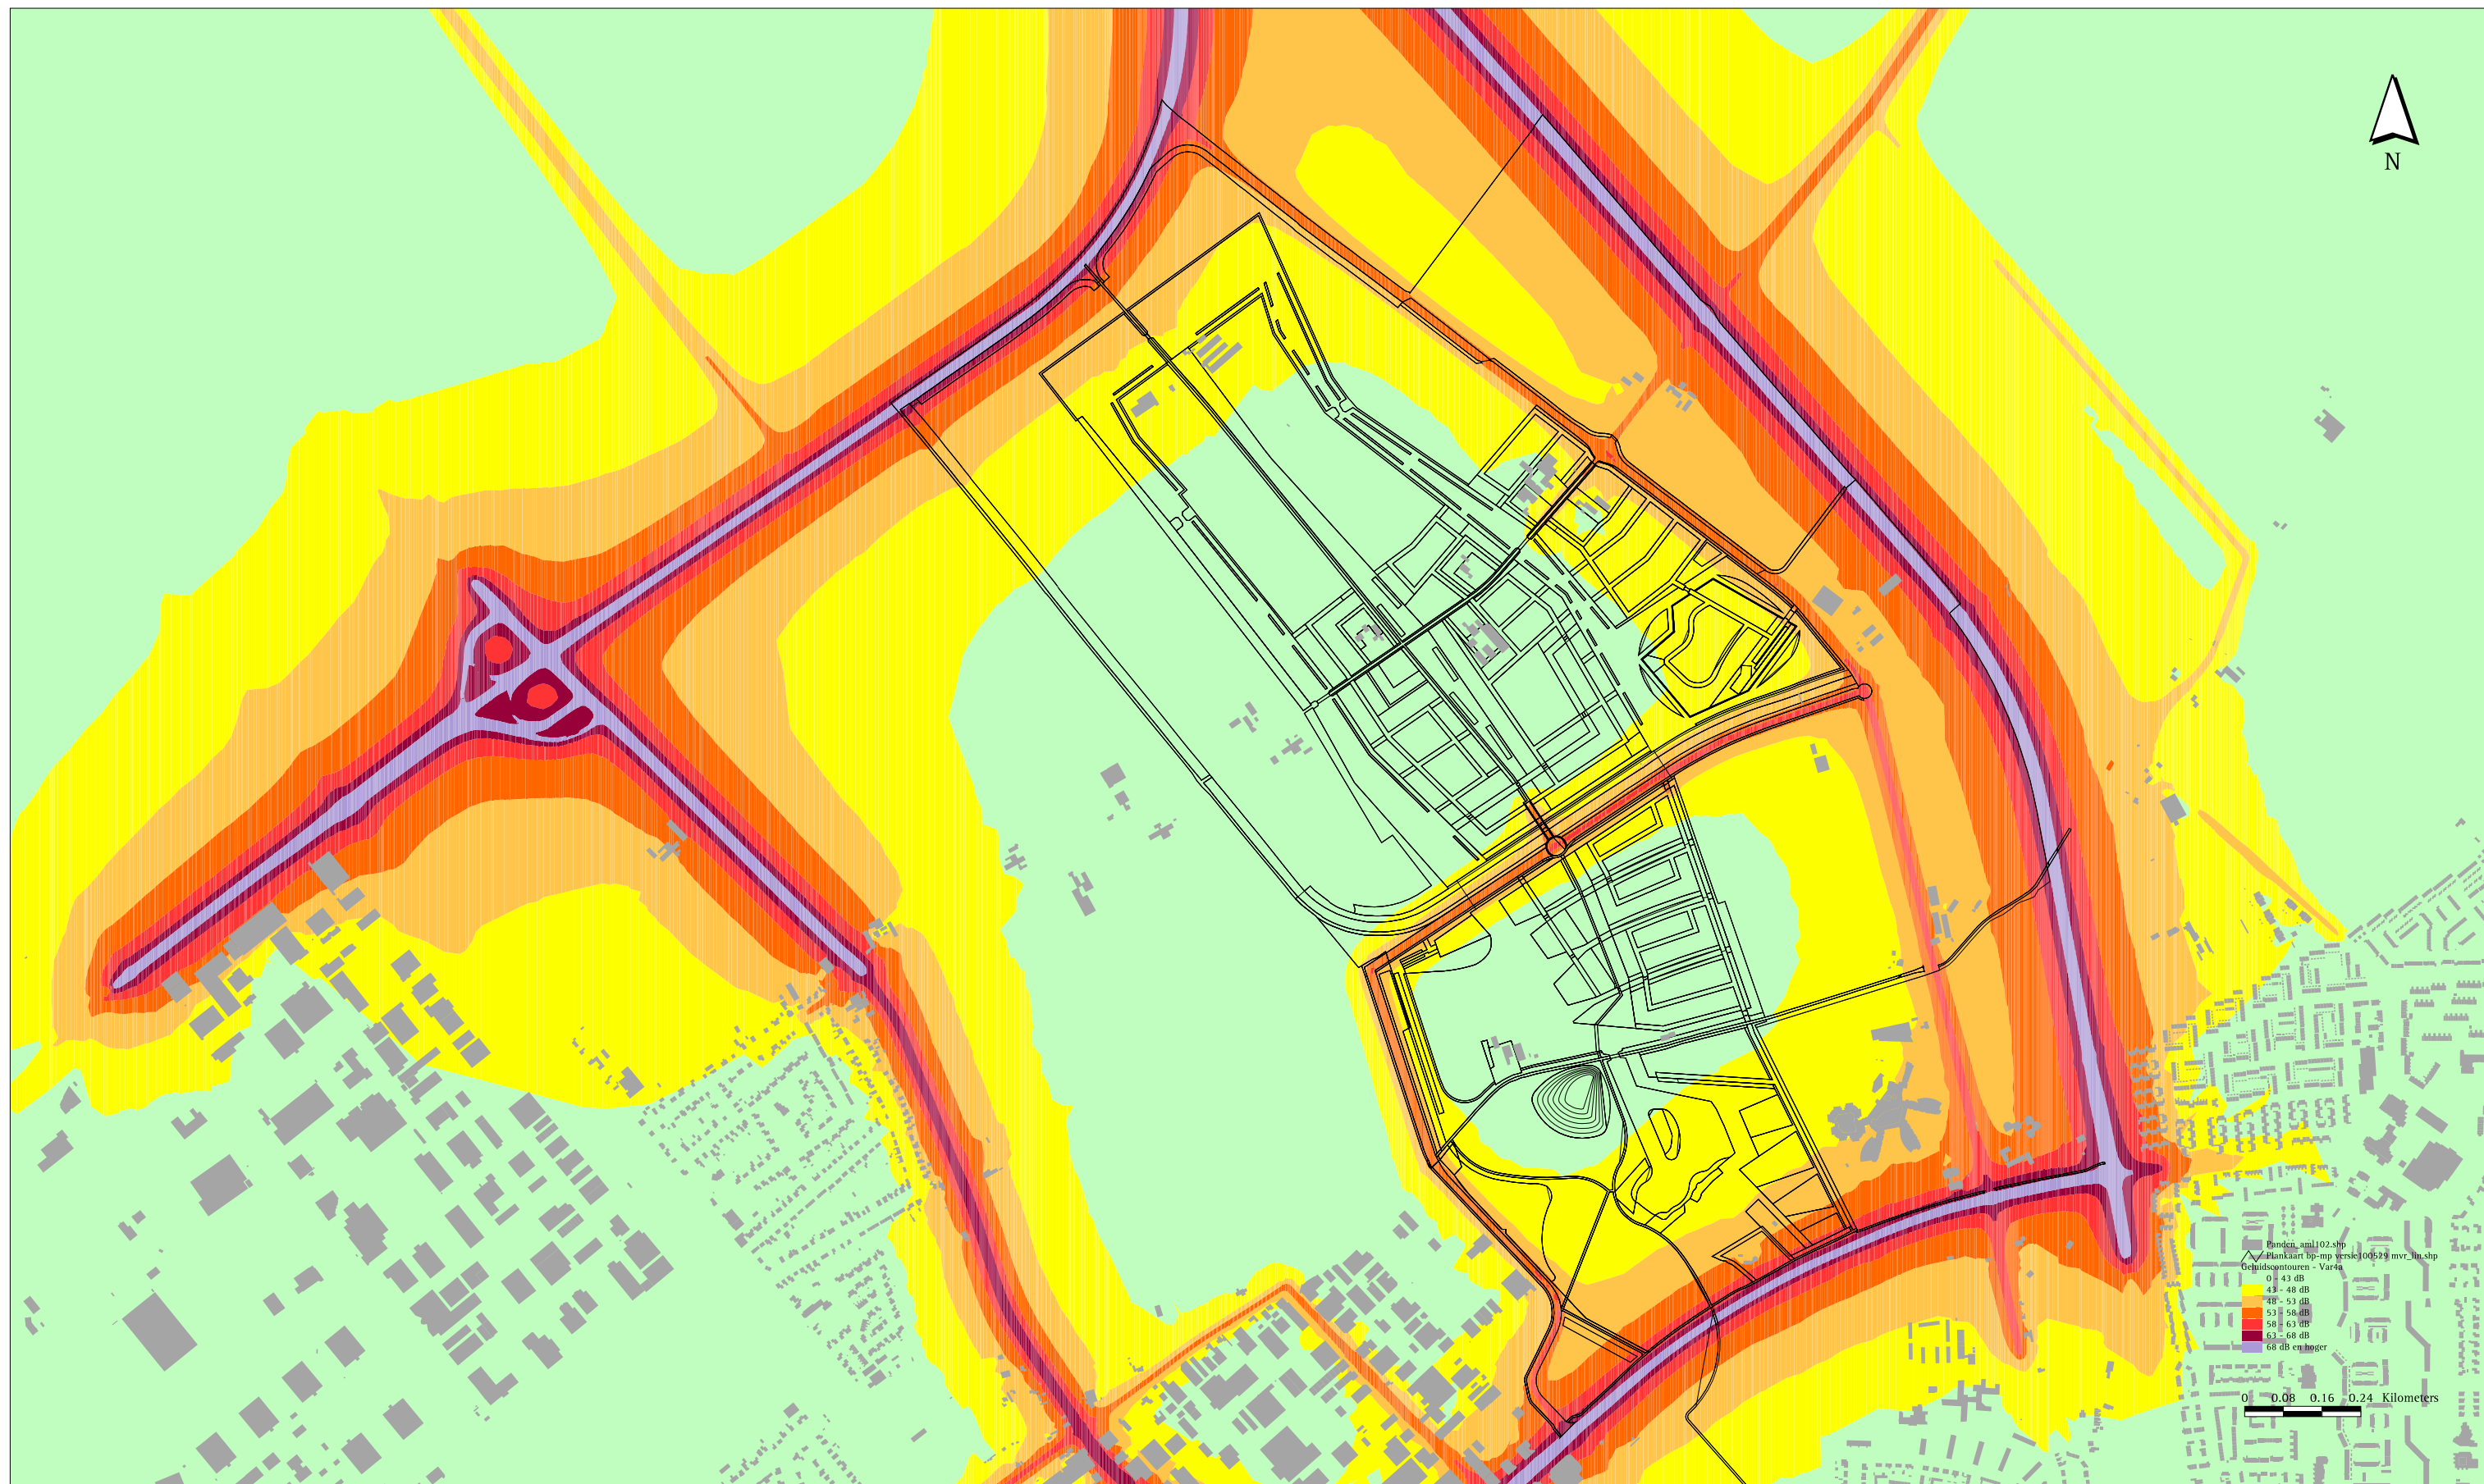 N
Panden_aml102.shp
Plankaart bp-mp versie100529 mvr_lin.shp
Geluidscontouren - Var4a
0 - 43 dB
43 - 48 dB
48 - 53 dB
53 - 58 dB
58 - 63 dB
63 - 68 dB
68 dB en hoger
0 0.08 0.16 0.24 Kilometers